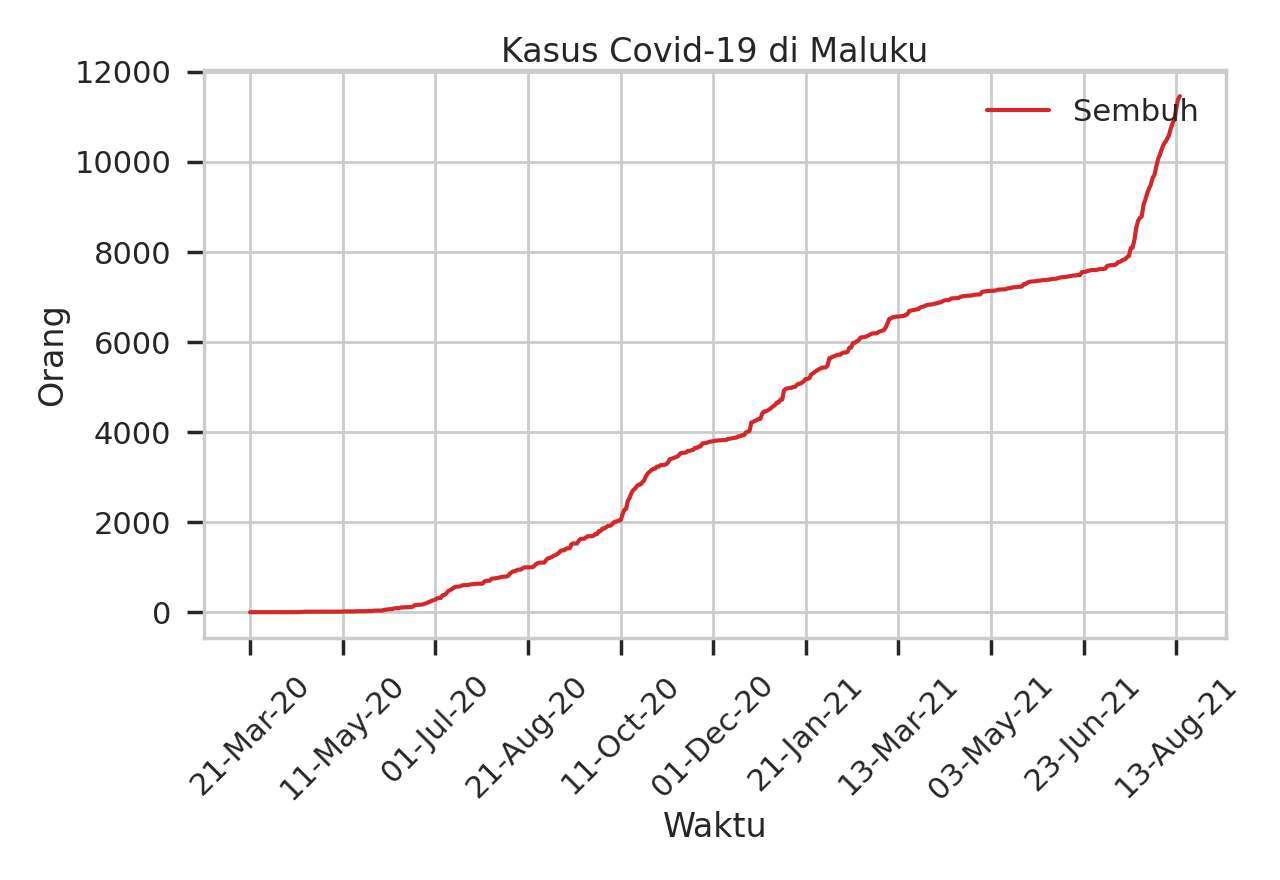 Kasus Covid-19 di Maluku
12000
10000
8000
6000
4000
2000
0
Orang
Sembuh
21-Mar-20
11-May-20
01-Jul-20
21-Aug-20
11-Oct-20
01-Dec-20
21-Jan-21
13-Mar-21
03-May-21
23-Jun-21
13-Aug-21
Waktu